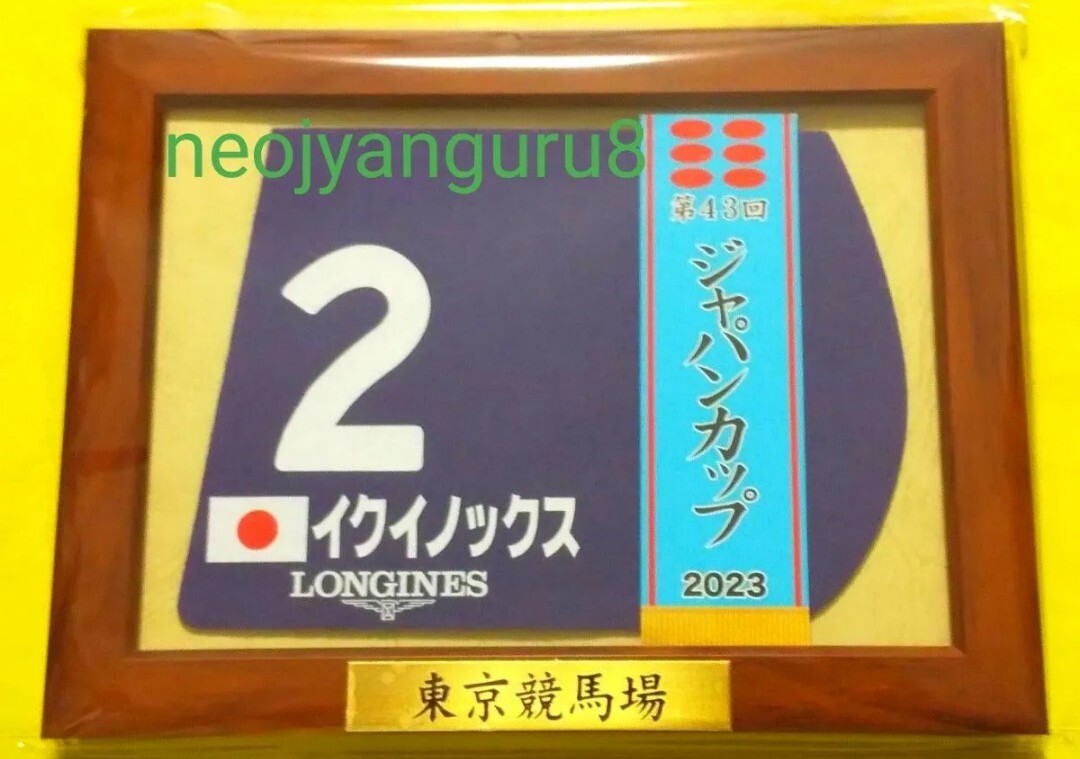 neojyanguru8
2
イクイノックス
LONGINES
第43回
ジャパンカップ
2023
東京競馬場